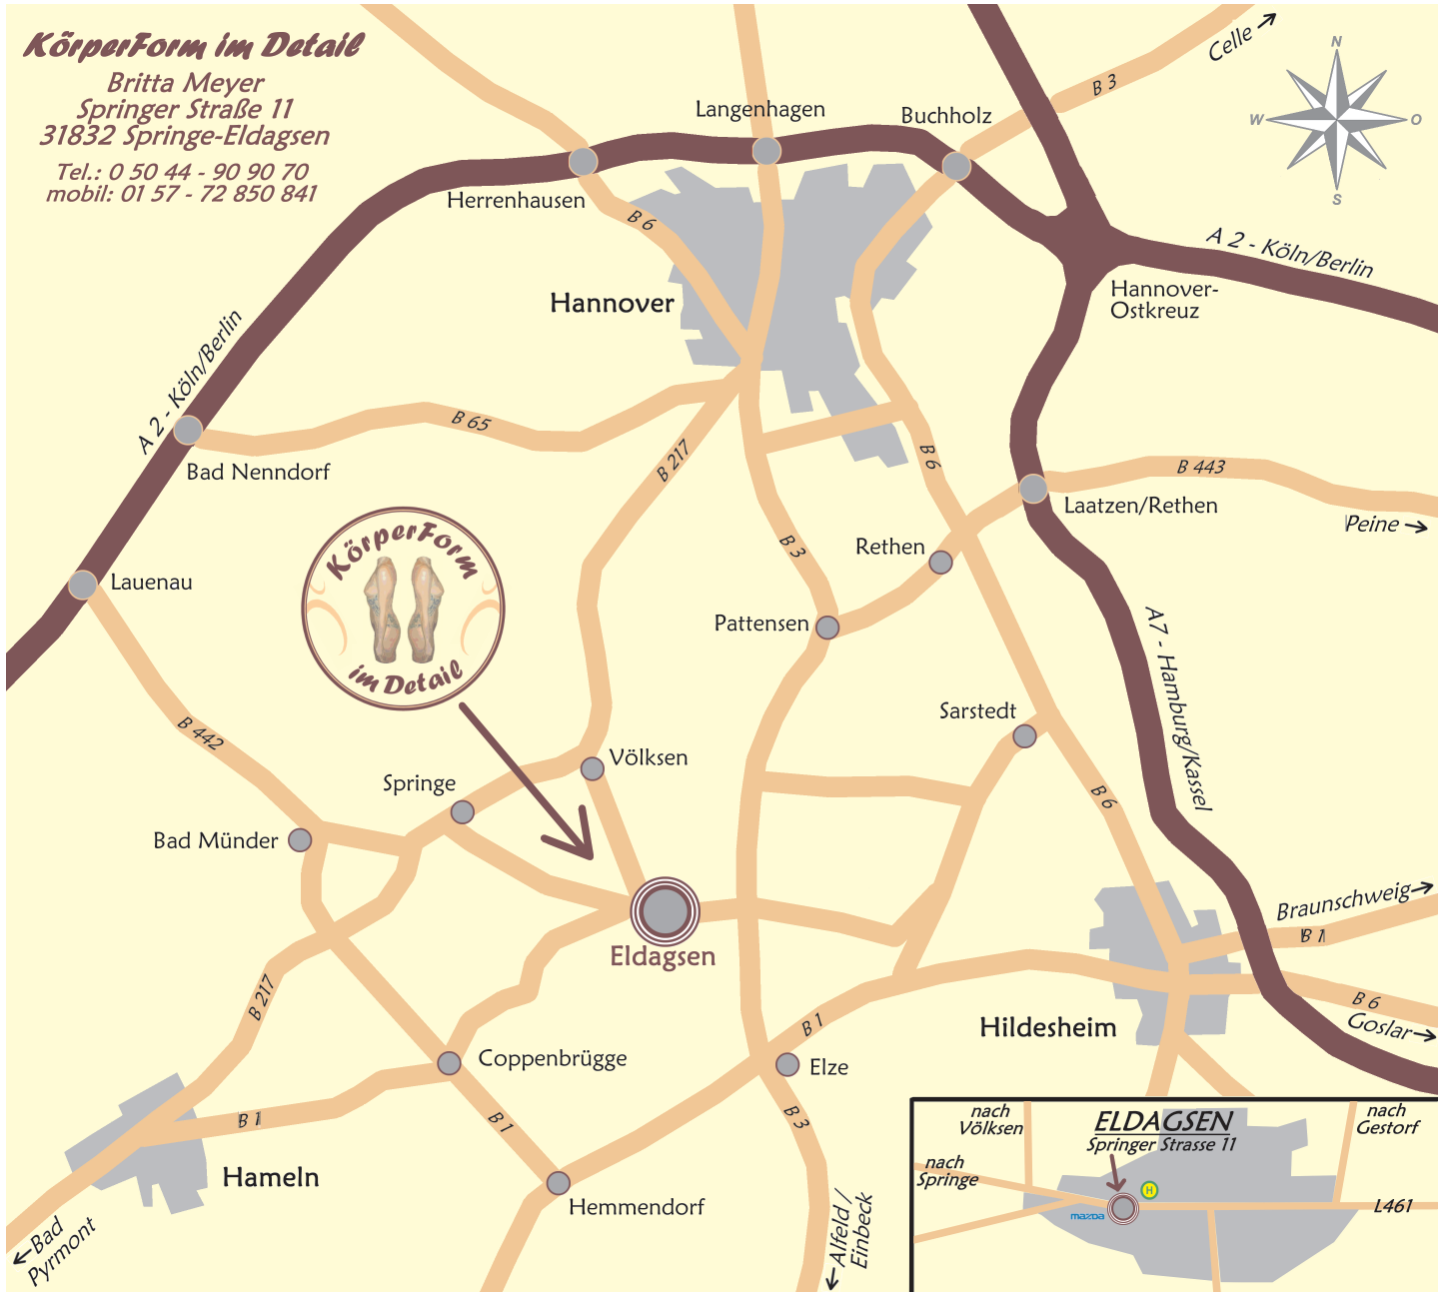 KörperForm im Detail
Britta Meyer
Springer Straße 11
31832 Springe-Eldagsen
Tel.: 0 50 44 - 90 90 70
mobil: 01 57 - 72 850 841
Celle
B 3
N
W
O
S
Langenhagen
Buchholz
Herrenhausen
B 6
A 2 - Köln/Berlin
Hannover
Hannover-
Ostkreuz
A 2 - Köln/Berlin
B 65
B 217
B 6
B 443
Bad Nenndorf
Laatzen/Rethen
Peine
KörperForm
im Detail
B 3
Rethen
Lauenau
Pattensen
A7 - Hamburg/Kassel
Sarstedt
B 442
Völksen
Springe
B 6
Bad Münder
Braunschweig
B 1
Eldagsen
B 217
B 6
Goslar
B 1
Hildesheim
Coppenbrügge
Elze
B 1
B 1
B 3
Hameln
Hemmendorf
Bad
Pyrmont
Alfeld /
Einbeck
nach
Völksen
ELDAGSEN
Springer Strasse 11
nach
Gestorf
nach
Springe
H
mazda
L461